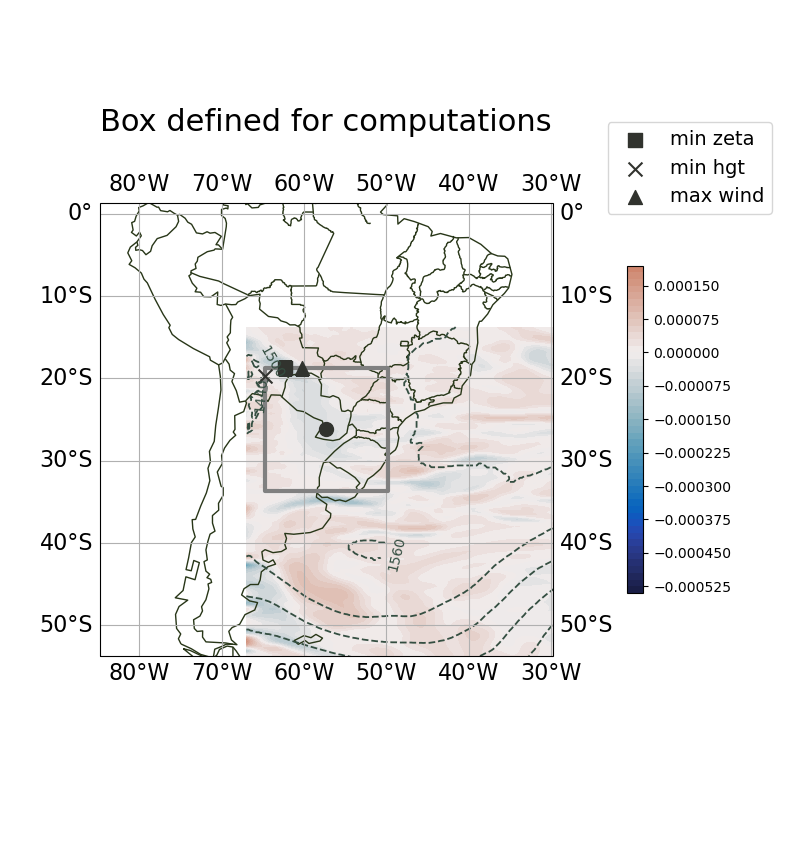 Box defined for computations
min zeta
min hgt
max wind
80°W 70°W 60°W 50°W 40°W 30°W
0° 0°
10°S 10°S
20°S 20°S
30°S 30°S
40°S 40°S
50°S 50°S
80°W 70°W 60°W 50°W 40°W 30°W
1560
0.000150
0.000075
0.000000
−0.000075
−0.000150
−0.000225
−0.000300
−0.000375
−0.000450
−0.000525